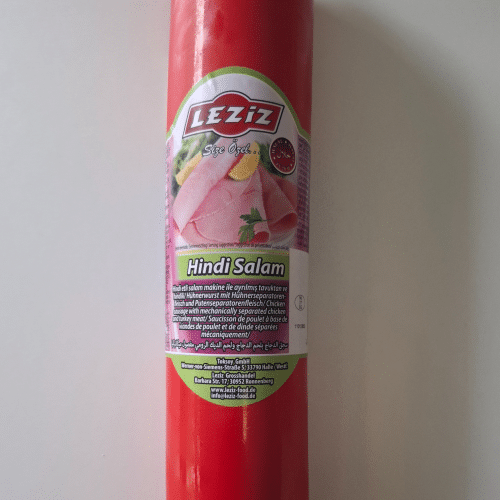 LEZiZ
Size Özel...
Hindi Salam
Hindi etli salam makine ile ayrılmış tavuktan ve
hindili/ Hühnerwurst mit Hühnerseparatoren-
fleisch und Putenseparatorenfleisch/ Chicken
sausage with mechanically separated chicken
and turkey meat/ Saucisson de poulet à base de
viandes de poulet et de dinde séparées
mécaniquement/
Toksoy GmbH
Werner-von-Siemens-Straße 5/ 33790 Halle/ Westf.
Leziz Grosshandel
Barbara Str. 17/ 30952 Ronnenberg
www.leziz-food.de
info@leziz-food.de